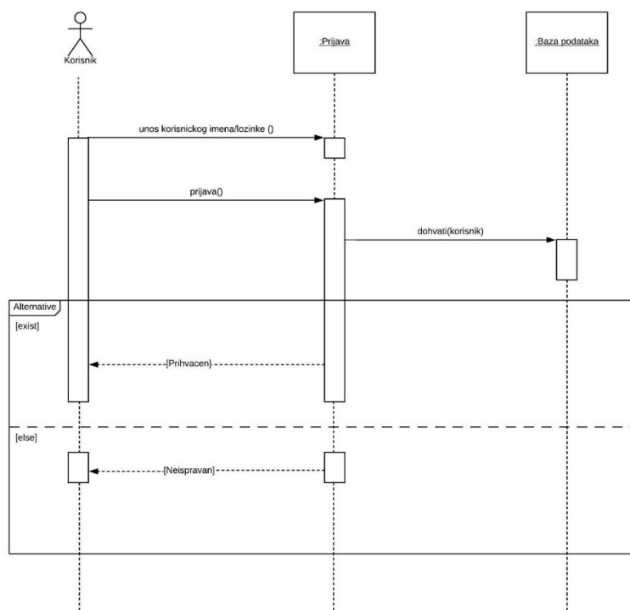 Korisnik
:Prijava
:Baza podataka
unos korisnickog imena/lozinke ()
prijava()
dohvati(korisnik)
Alternative
[exist]
[Prihvacen]
[else]
[Neispravan]